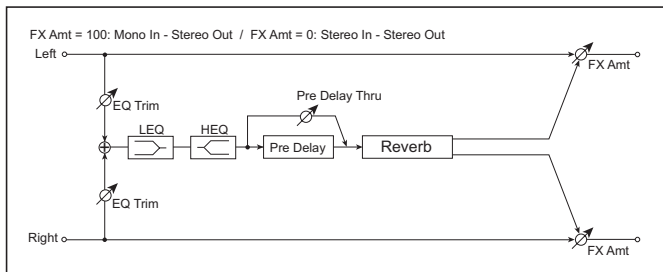 FX Amt = 100: Mono In - Stereo Out / FX Amt = 0: Stereo In - Stereo Out
Left
FX Amt
Pre Delay Thru
EQ Trim
LEQ HEQ
Pre Delay Reverb
EQ Trim
Right
FX Amt